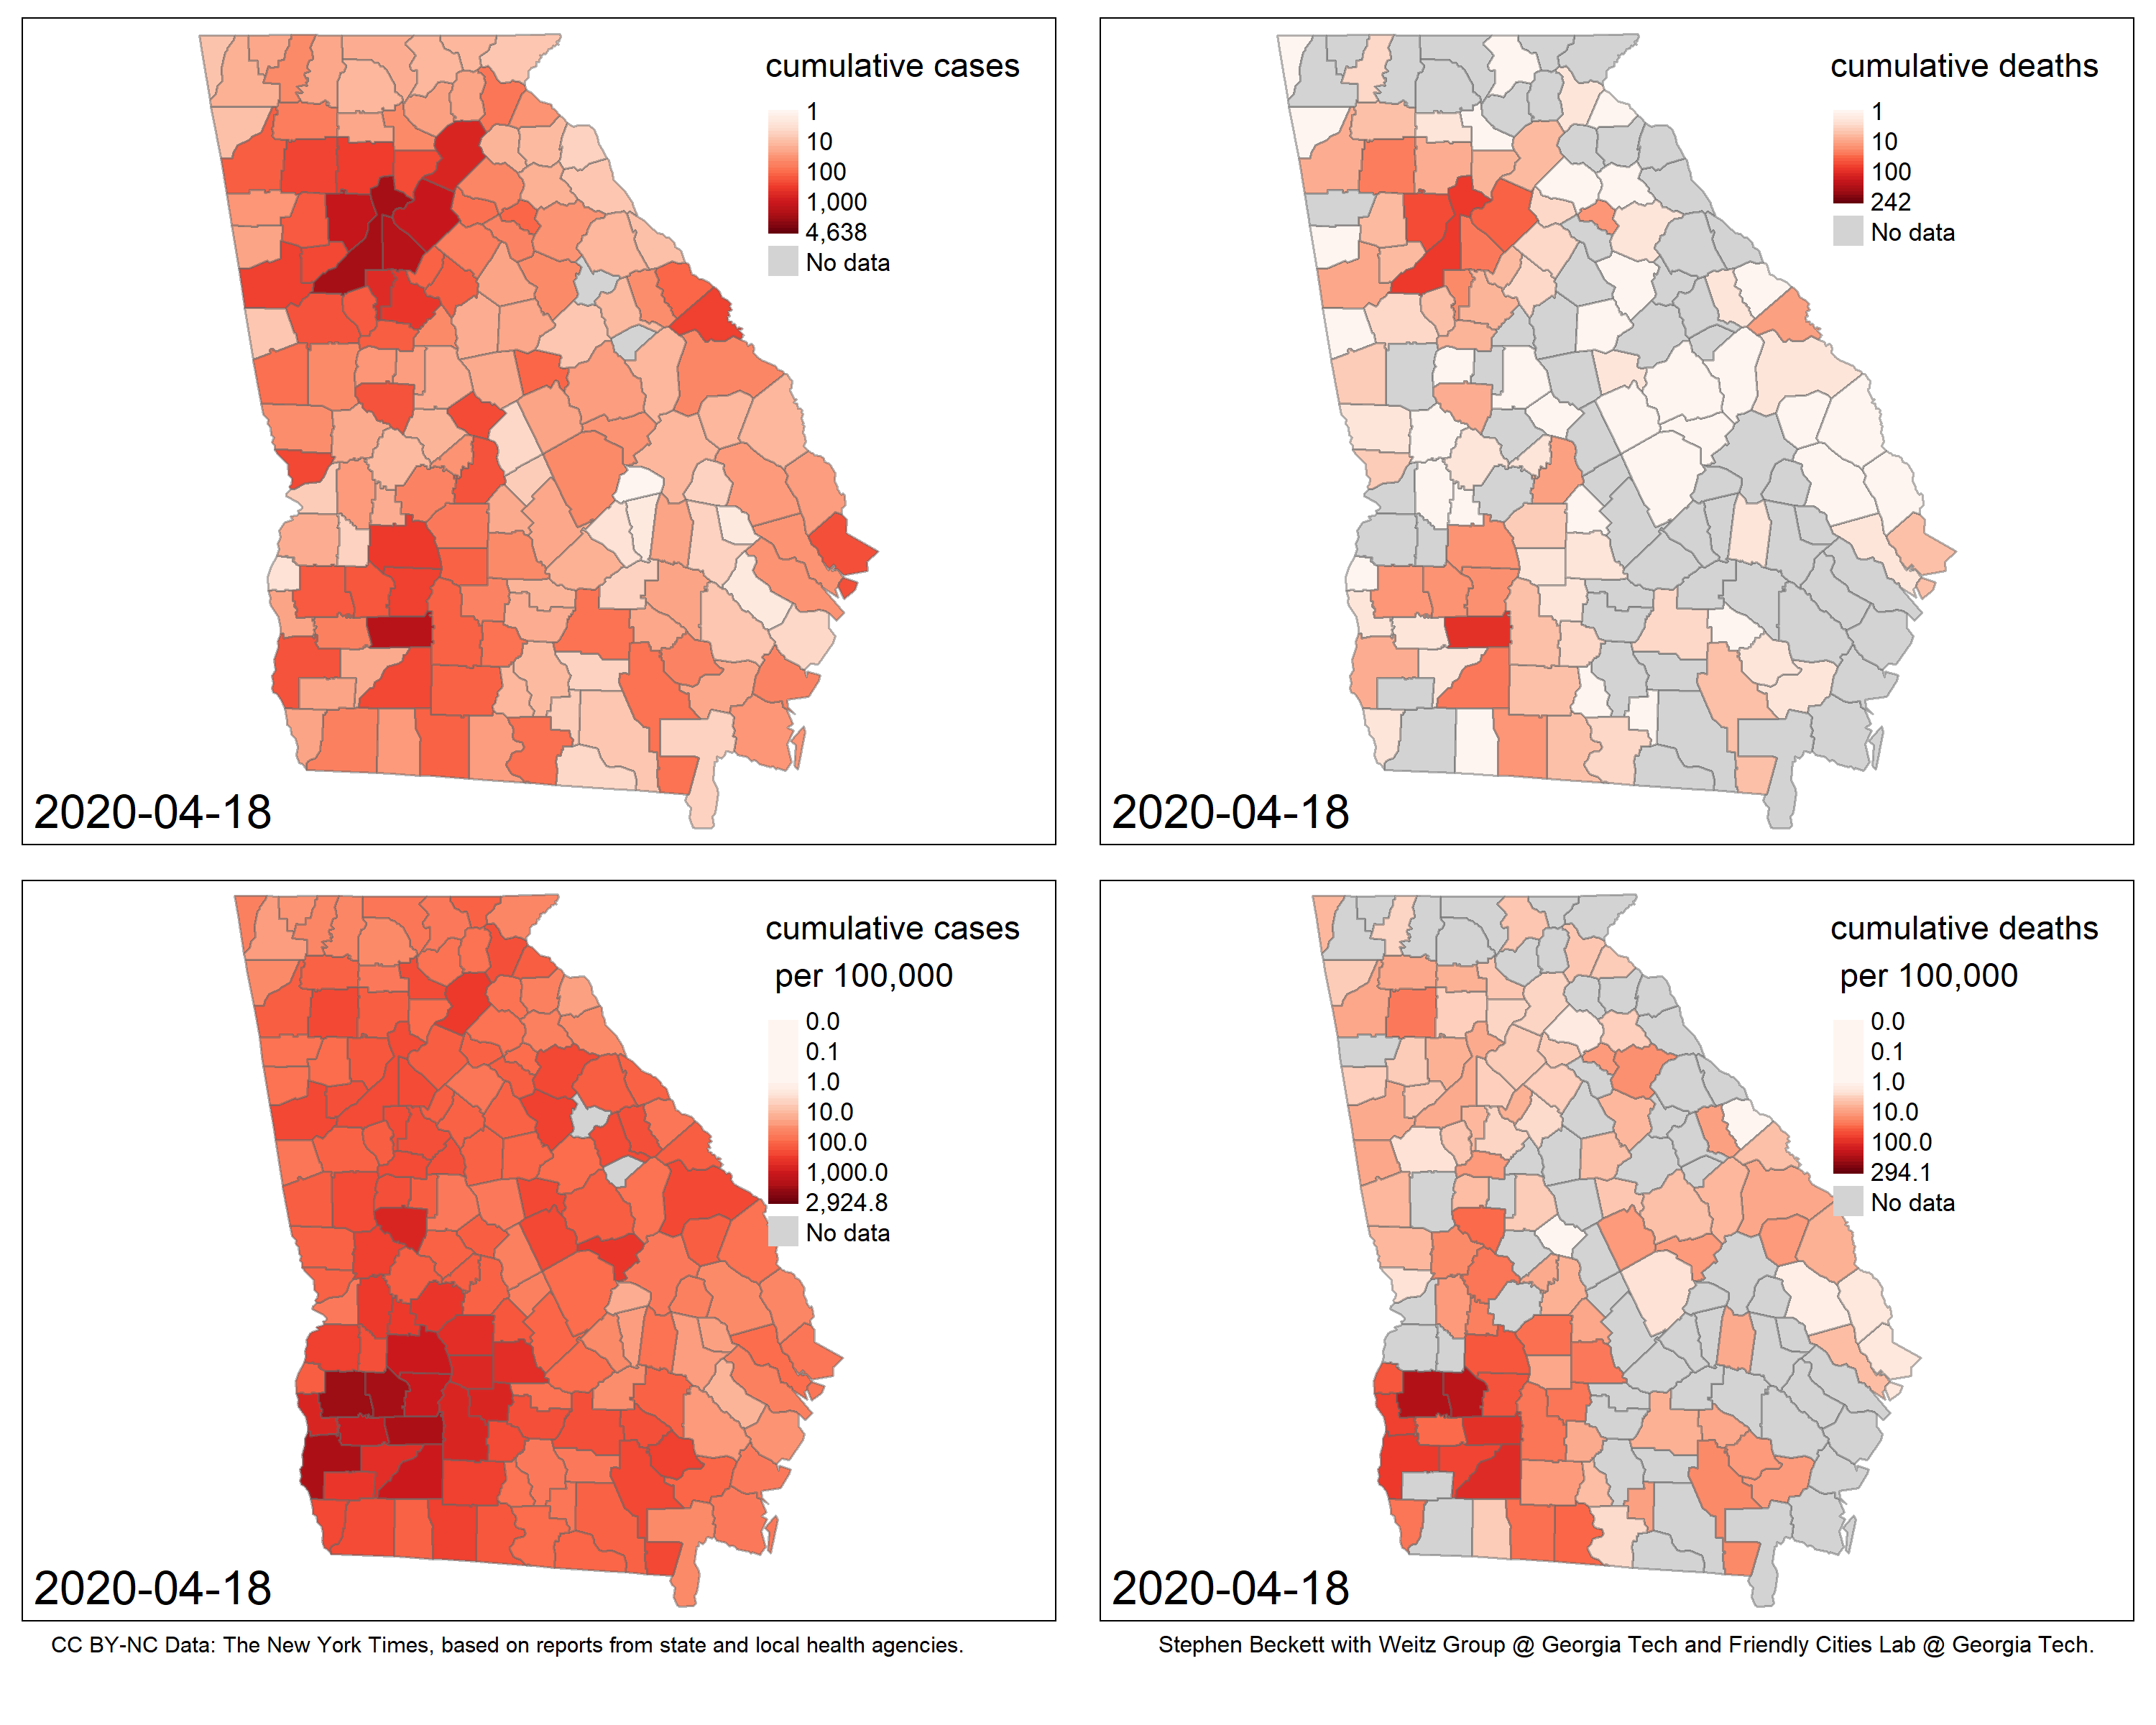 cumulative cases
1
10
100
1,000
4,638
No data
2020-04-18
cumulative deaths
1
10
100
242
No data
2020-04-18
cumulative cases
per 100,000
0.0
0.1
1.0
10.0
100.0
1,000.0
2,924.8
No data
2020-04-18
cumulative deaths
per 100,000
0.0
0.1
1.0
10.0
100.0
294.1
No data
2020-04-18
CC BY-NC Data: The New York Times, based on reports from state and local health agencies.
Stephen Beckett with Weitz Group @ Georgia Tech and Friendly Cities Lab @ Georgia Tech.